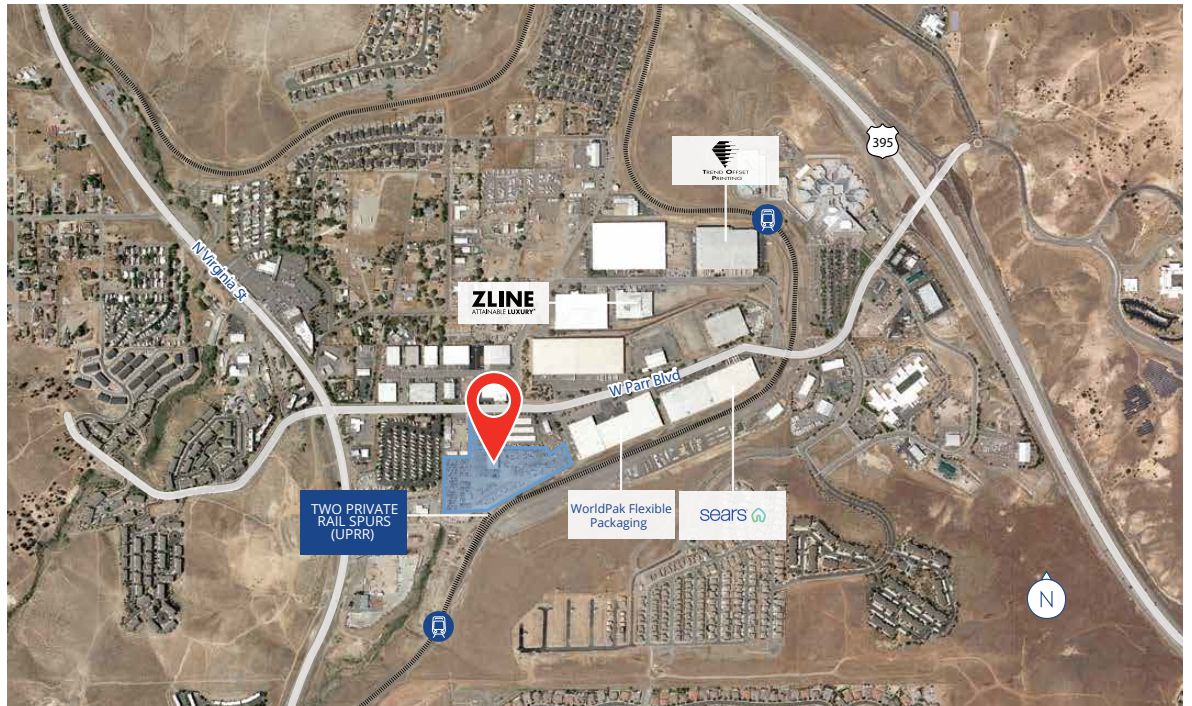 395
TREND OFFSET
PRINTING
N Virginia St
ZLINE
ATTAINABLE LUXURY®
W Parr Blvd
TWO PRIVATE
RAIL SPURS
(UPRR)
WorldPak Flexible
Packaging
sears
N